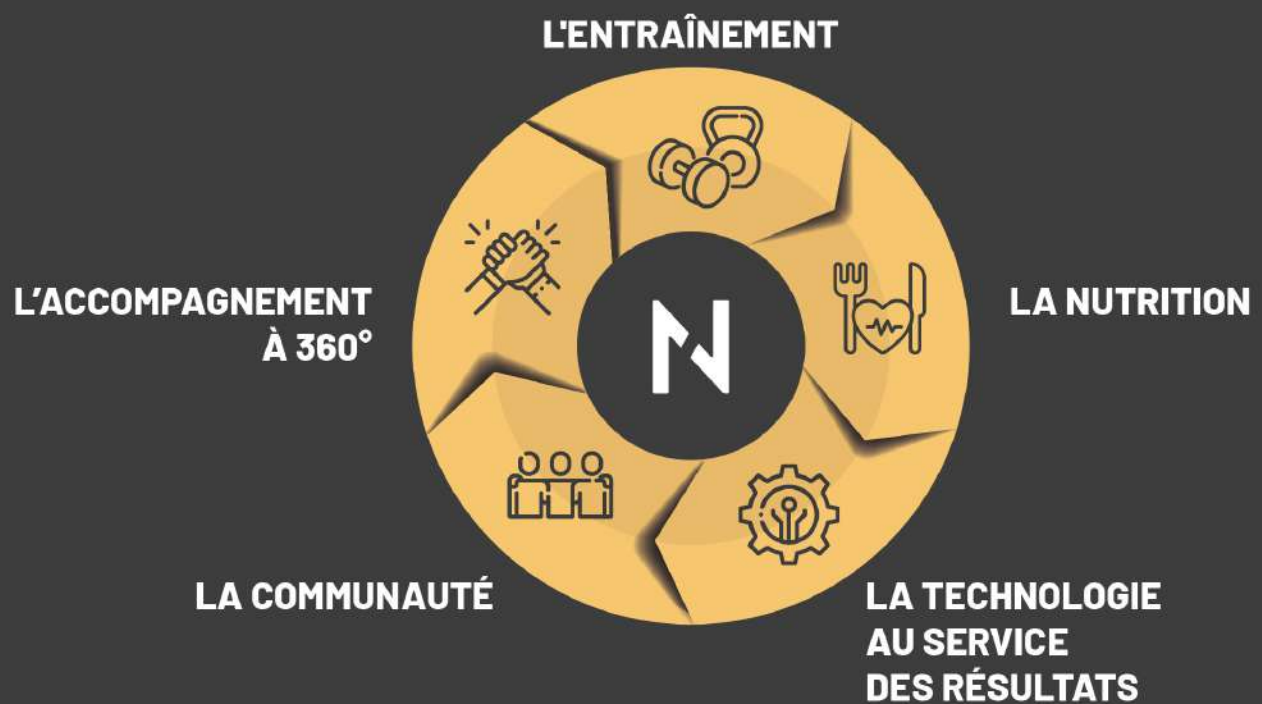 L'ENTRAÎNEMENT
LA NUTRITION
LA TECHNOLOGIE
AU SERVICE
DES RÉSULTATS
LA COMMUNAUTÉ
L’ACCOMPAGNEMENT
À 360°
N